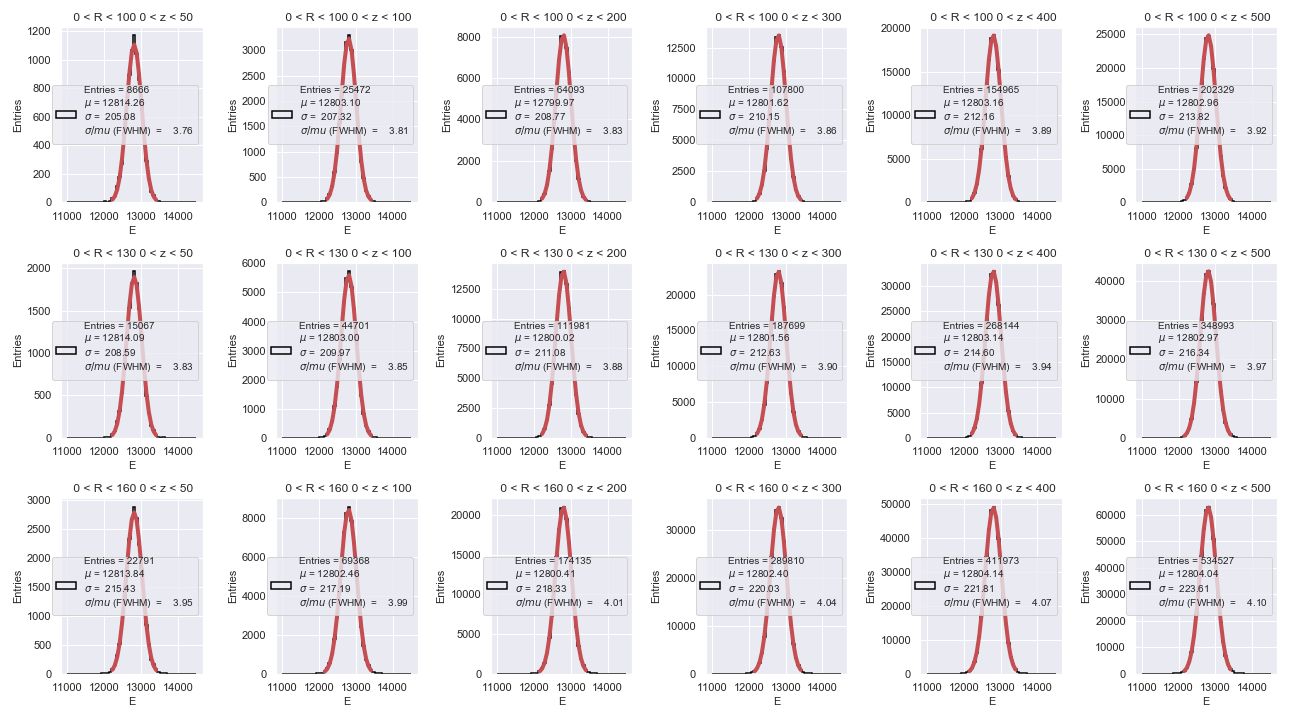 0 < R < 100 0 < z < 50
1200
1000
800
600
400
200
0
Entries
Entries = 8666
μ = 12814.26
σ = 205.08
σ/mu (FWHM) = 3.76
11000 12000 13000 14000
E
0 < R < 100 0 < z < 100
3000
2500
2000
1500
1000
500
0
Entries
Entries = 25472
μ = 12803.10
σ = 207.32
σ/mu (FWHM) = 3.81
11000 12000 13000 14000
E
0 < R < 100 0 < z < 200
8000
6000
4000
2000
0
Entries
Entries = 64093
μ = 12799.97
σ = 208.77
σ/mu (FWHM) = 3.83
11000 12000 13000 14000
E
0 < R < 100 0 < z < 300
12500
10000
7500
5000
2500
0
Entries
Entries = 107800
μ = 12801.62
σ = 210.15
σ/mu (FWHM) = 3.86
11000 12000 13000 14000
E
0 < R < 100 0 < z < 400
20000
15000
10000
5000
0
Entries
Entries = 154965
μ = 12803.16
σ = 212.16
σ/mu (FWHM) = 3.89
11000 12000 13000 14000
E
0 < R < 100 0 < z < 500
25000
20000
15000
10000
5000
0
Entries
Entries = 202329
μ = 12802.96
σ = 213.82
σ/mu (FWHM) = 3.92
11000 12000 13000 14000
E
0 < R < 130 0 < z < 50
2000
1500
1000
500
0
Entries
Entries = 15067
μ = 12814.09
σ = 208.59
σ/mu (FWHM) = 3.83
11000 12000 13000 14000
E
0 < R < 130 0 < z < 100
6000
5000
4000
3000
2000
1000
0
Entries
Entries = 44701
μ = 12803.00
σ = 209.97
σ/mu (FWHM) = 3.85
11000 12000 13000 14000
E
0 < R < 130 0 < z < 200
12500
10000
7500
5000
2500
0
Entries
Entries = 111981
μ = 12800.02
σ = 211.08
σ/mu (FWHM) = 3.88
11000 12000 13000 14000
E
0 < R < 130 0 < z < 300
20000
15000
10000
5000
0
Entries
Entries = 187699
μ = 12801.56
σ = 212.63
σ/mu (FWHM) = 3.90
11000 12000 13000 14000
E
0 < R < 130 0 < z < 400
30000
25000
20000
15000
10000
5000
0
Entries
Entries = 268144
μ = 12803.14
σ = 214.60
σ/mu (FWHM) = 3.94
11000 12000 13000 14000
E
0 < R < 130 0 < z < 500
40000
30000
20000
10000
0
Entries
Entries = 348993
μ = 12802.97
σ = 216.34
σ/mu (FWHM) = 3.97
11000 12000 13000 14000
E
0 < R < 160 0 < z < 50
3000
2500
2000
1500
1000
500
0
Entries
Entries = 22791
μ = 12813.84
σ = 215.43
σ/mu (FWHM) = 3.95
11000 12000 13000 14000
E
0 < R < 160 0 < z < 100
8000
6000
4000
2000
0
Entries
Entries = 69368
μ = 12802.46
σ = 217.19
σ/mu (FWHM) = 3.99
11000 12000 13000 14000
E
0 < R < 160 0 < z < 200
20000
15000
10000
5000
0
Entries
Entries = 174135
μ = 12800.41
σ = 218.33
σ/mu (FWHM) = 4.01
11000 12000 13000 14000
E
0 < R < 160 0 < z < 300
30000
20000
10000
0
Entries
Entries = 289810
μ = 12802.40
σ = 220.03
σ/mu (FWHM) = 4.04
11000 12000 13000 14000
E
0 < R < 160 0 < z < 400
50000
40000
30000
20000
10000
0
Entries
Entries = 411973
μ = 12804.14
σ = 221.81
σ/mu (FWHM) = 4.07
11000 12000 13000 14000
E
0 < R < 160 0 < z < 500
60000
50000
40000
30000
20000
10000
0
Entries
Entries = 534527
μ = 12804.04
σ = 223.61
σ/mu (FWHM) = 4.10
11000 12000 13000 14000
E